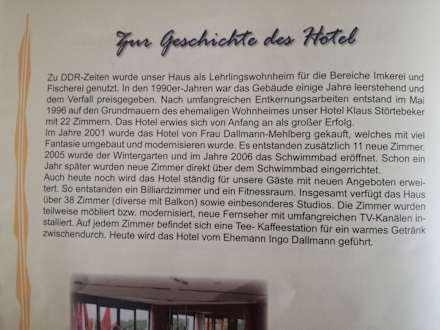 Zur Geschichte des Hotel
Zu DDR-Zeiten wurde unser Haus als Lehrlingswohnheim für die Bereiche Imkerei und
Fischerei genutzt. In den 1990er-Jahren war das Gebäude einige Jahre leerstehend und
dem Verfall preisgegeben. Nach umfangreichen Entkernungsarbeiten entstand im Mai
1996 auf den Grundmauern des ehemaligen Wohnheimes unser Hotel Klaus Störtebeker
mit 22 Zimmern. Das Hotel erwies sich von Anfang an als großer Erfolg.
Im Jahre 2001 wurde das Hotel von Frau Dallmann-Mehlberg gekauft, welches mit viel
Fantasie umgebaut und modernisieren wurde. Es entstanden zusätzlich 11 neue Zimmer.
2005 wurde der Wintergarten und im Jahre 2006 das Schwimmbad eröffnet. Schon ein
Jahr später wurden neue Zimmer direkt über dem Schwimmbad eingerrichtet.
Auch heute noch wird das Hotel ständig für unsere Gäste mit neuen Angeboten erwei-
tert. So entstanden ein Billiardzimmer und ein Fitnessraum. Insgesamt verfügt das Haus
über 38 Zimmer (diverse mit Balkon) sowie einbesonderes Studios. Die Zimmer wurden
teilweise möbliert bzw. modernisiert, neue Fernseher mit umfangreichen TV-Kanälen in-
stalliert. Auf jedem Zimmer befindet sich eine Tee- Kaffeestation für ein warmes Getränk
zwischendurch. Heute wird das Hotel vom Ehemann Ingo Dallmann geführt.